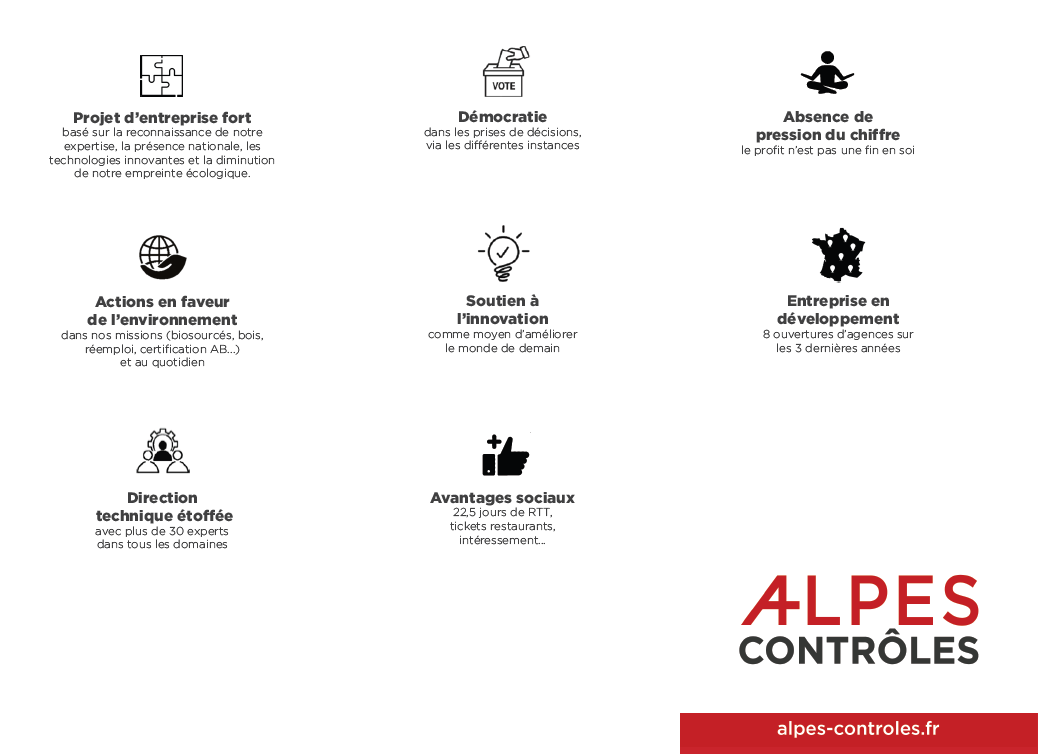 Projet d'entreprise fort
basé sur la reconnaissance de notre
expertise, la présence nationale, les
technologies innovantes et la diminution
de notre empreinte écologique.
VOTE
Démocratie
dans les prises de décisions,
via les différentes instances
Absence de
pression du chiffre
le profit n'est pas une fin en soi
Actions en faveur
de l'environnement
dans nos missions (biosourcés, bois,
réemploi, certification AB...)
et au quotidien
Soutien à
l'innovation
comme moyen d'améliorer
le monde de demain
Entreprise en
développement
8 ouvertures d'agences sur
les 3 dernières années
Direction
technique étoffée
avec plus de 30 experts
dans tous les domaines
Avantages sociaux
22,5 jours de RTT,
tickets restaurants,
intéressement...
ALPES
CONTRÔLES
alpes-controles.fr